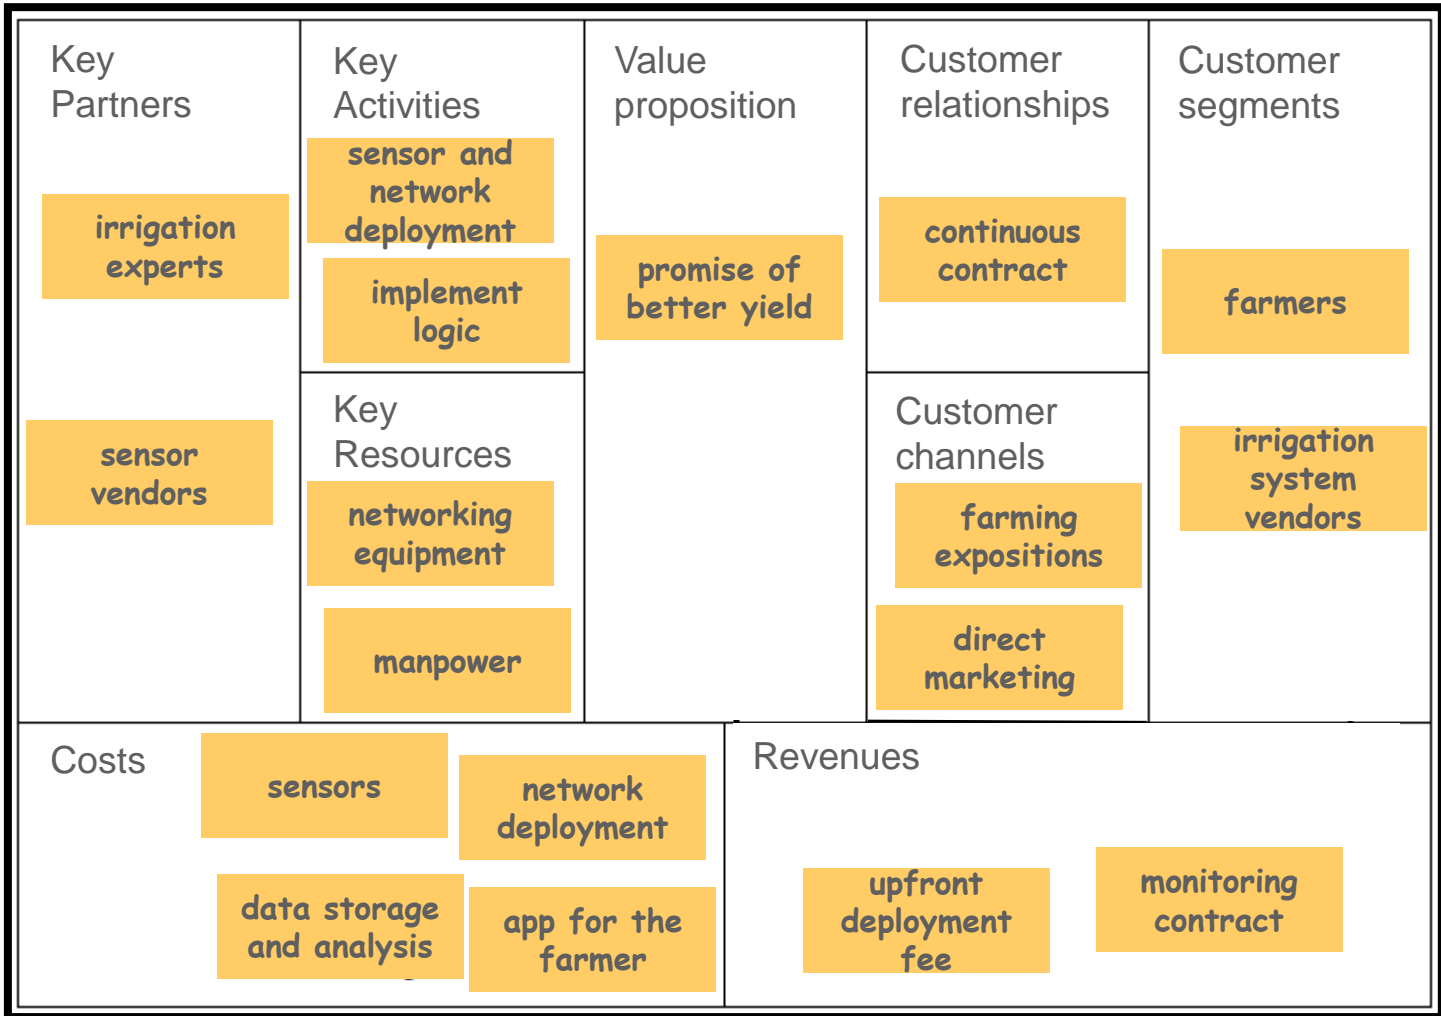 Key
Partners
irrigation
experts
sensor
vendors
Key
Activities
sensor and
network
deployment
implement
logic
Key
Resources
networking
equipment
manpower
Value
proposition
promise of
better yield
Customer
relationships
continuous
contract
Customer
channels
farming
expositions
direct
marketing
Customer
segments
farmers
irrigation
system
vendors
Costs
sensors
network
deployment
data storage
and analysis
app for the
farmer
Revenues
upfront
deployment
fee
monitoring
contract